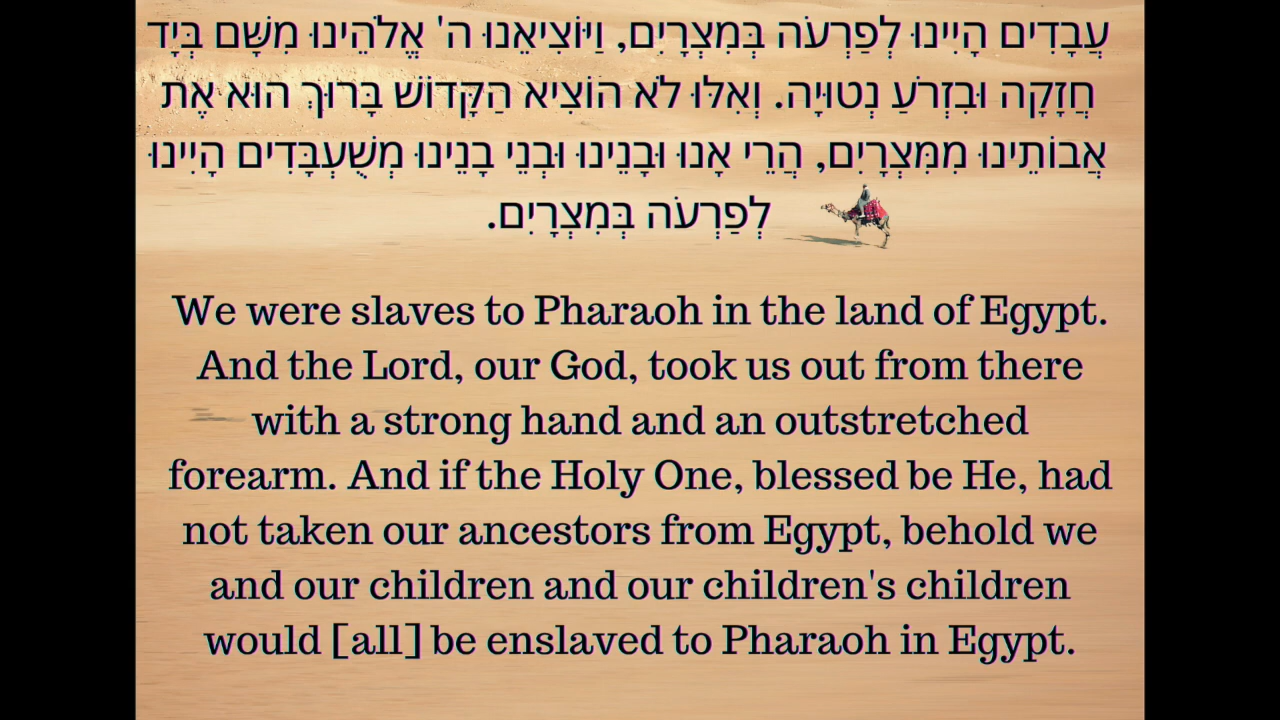 עֲבָדִים הָיִינוּ לְפַרְעֹה בְּמִצְרָיִם, וַיּוֹצִיאֵנוּ ה' אֱלֹהֵינוּ מִשָּׁם בְּיָד
חֲזָקָה וּבִזְרֹעַ נְטוּיָה. וְאִלּוּ לֹא הוֹצִיא הַקָּדוֹשׁ בָּרוּךְ הוּא אֶת
אֲבוֹתֵינוּ מִמִּצְרָיִם, הֲרֵי אָנוּ וּבָנֵינוּ וּבְנֵי בָנֵינוּ מְשֻׁעְבָּדִים הָיִינוּ
לְפַרְעֹה בְּמִצְרָיִם.
We were slaves to Pharaoh in the land of Egypt.
And the Lord, our God, took us out from there
with a strong hand and an outstretched
forearm. And if the Holy One, blessed be He, had
not taken our ancestors from Egypt, behold we
and our children and our children's children
would [all] be enslaved to Pharaoh in Egypt.